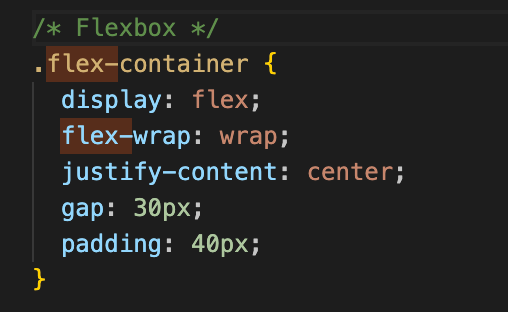 /* Flexbox */
.flex-container {
display: flex;
flex-wrap: wrap;
justify-content: center;
gap: 30px;
padding: 40px;
}